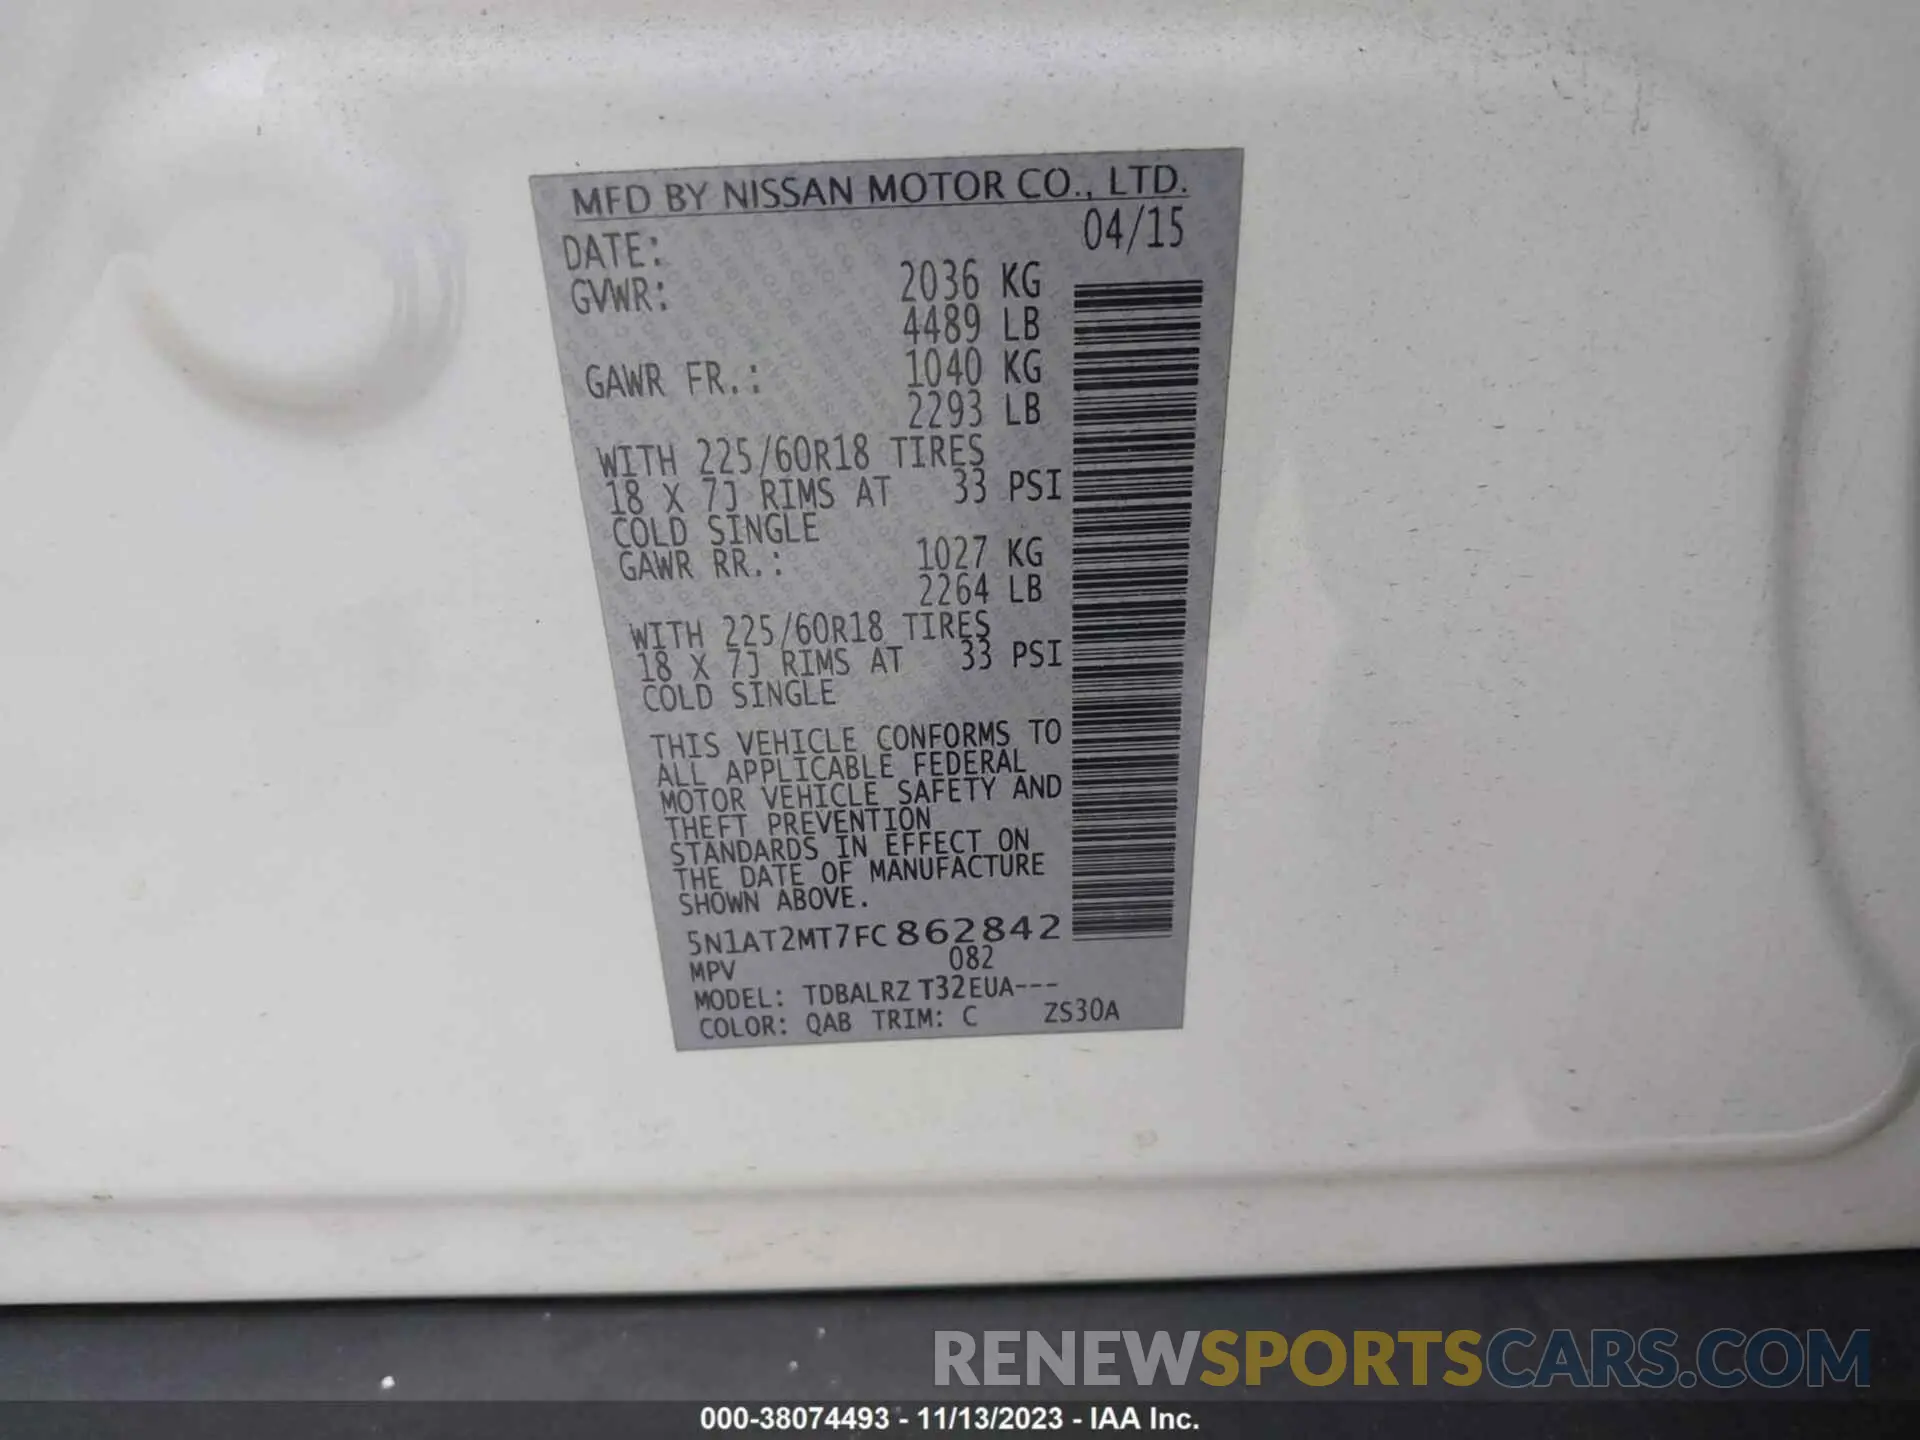 MFD BY NISSAN MOTOR CO., LTD.
DATE: 04/15
GVWR: 2036 KG
4489 LB
GAWR FR.: 1040 KG
2293 LB
WITH 225/60R18 TIRES
18 X 7J RIMS AT 33 PSI
COLD SINGLE
GAWR RR.: 1027 KG
2264 LB
WITH 225/60R18 TIRES
18 X 7J RIMS AT 33 PSI
COLD SINGLE
THIS VEHICLE CONFORMS TO
ALL APPLICABLE FEDERAL
MOTOR VEHICLE SAFETY AND
THEFT PREVENTION
STANDARDS IN EFFECT ON
THE DATE OF MANUFACTURE
SHOWN ABOVE.
5N1AT2MT7FC862842
MPV 082
MODEL: TDBALRZ T32EUA---
COLOR: QAB TRIM: C ZS30A
RENEWSPORTSCARS.COM
000-38074493 - 11/13/2023 - IAA Inc.